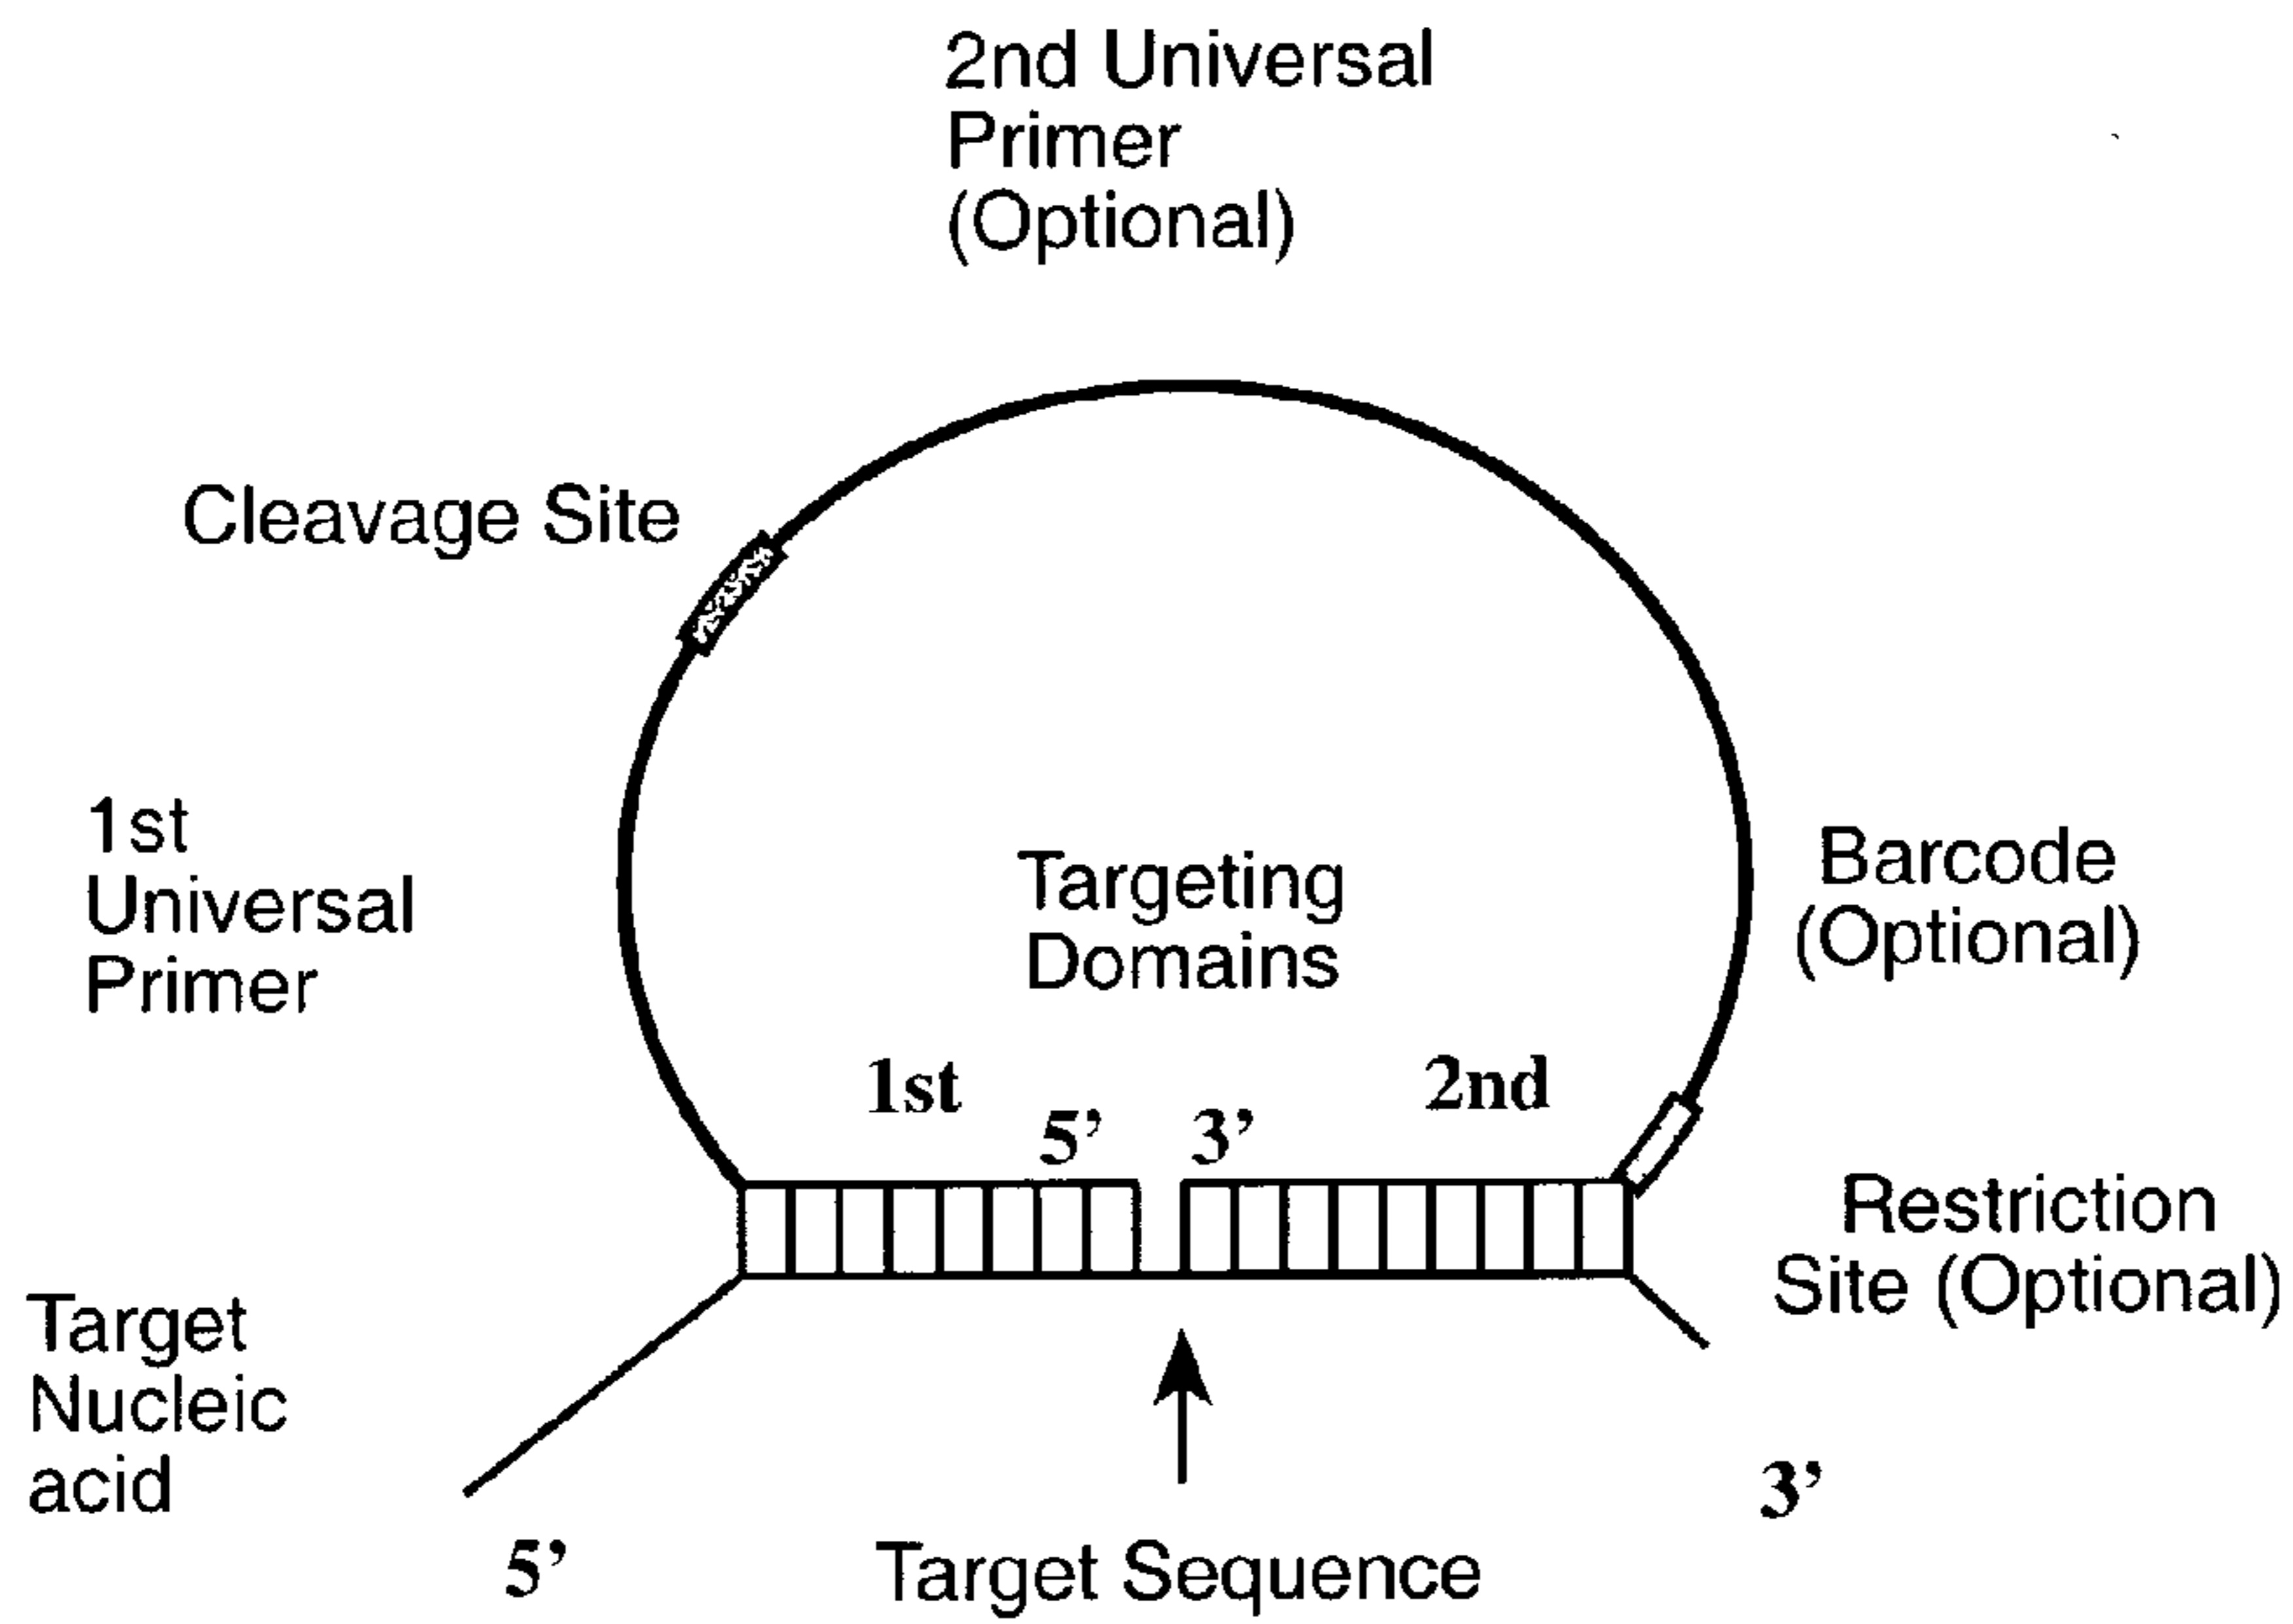 2nd Universal
Primer
(Optional)
Cleavage Site
1st
Universal
Primer
Targeting
Domains
Barcode
(Optional)
1st
2nd
5’
3’
Restriction
Site (Optional)
Target
Nucleic
acid
5’
Target Sequence
3’